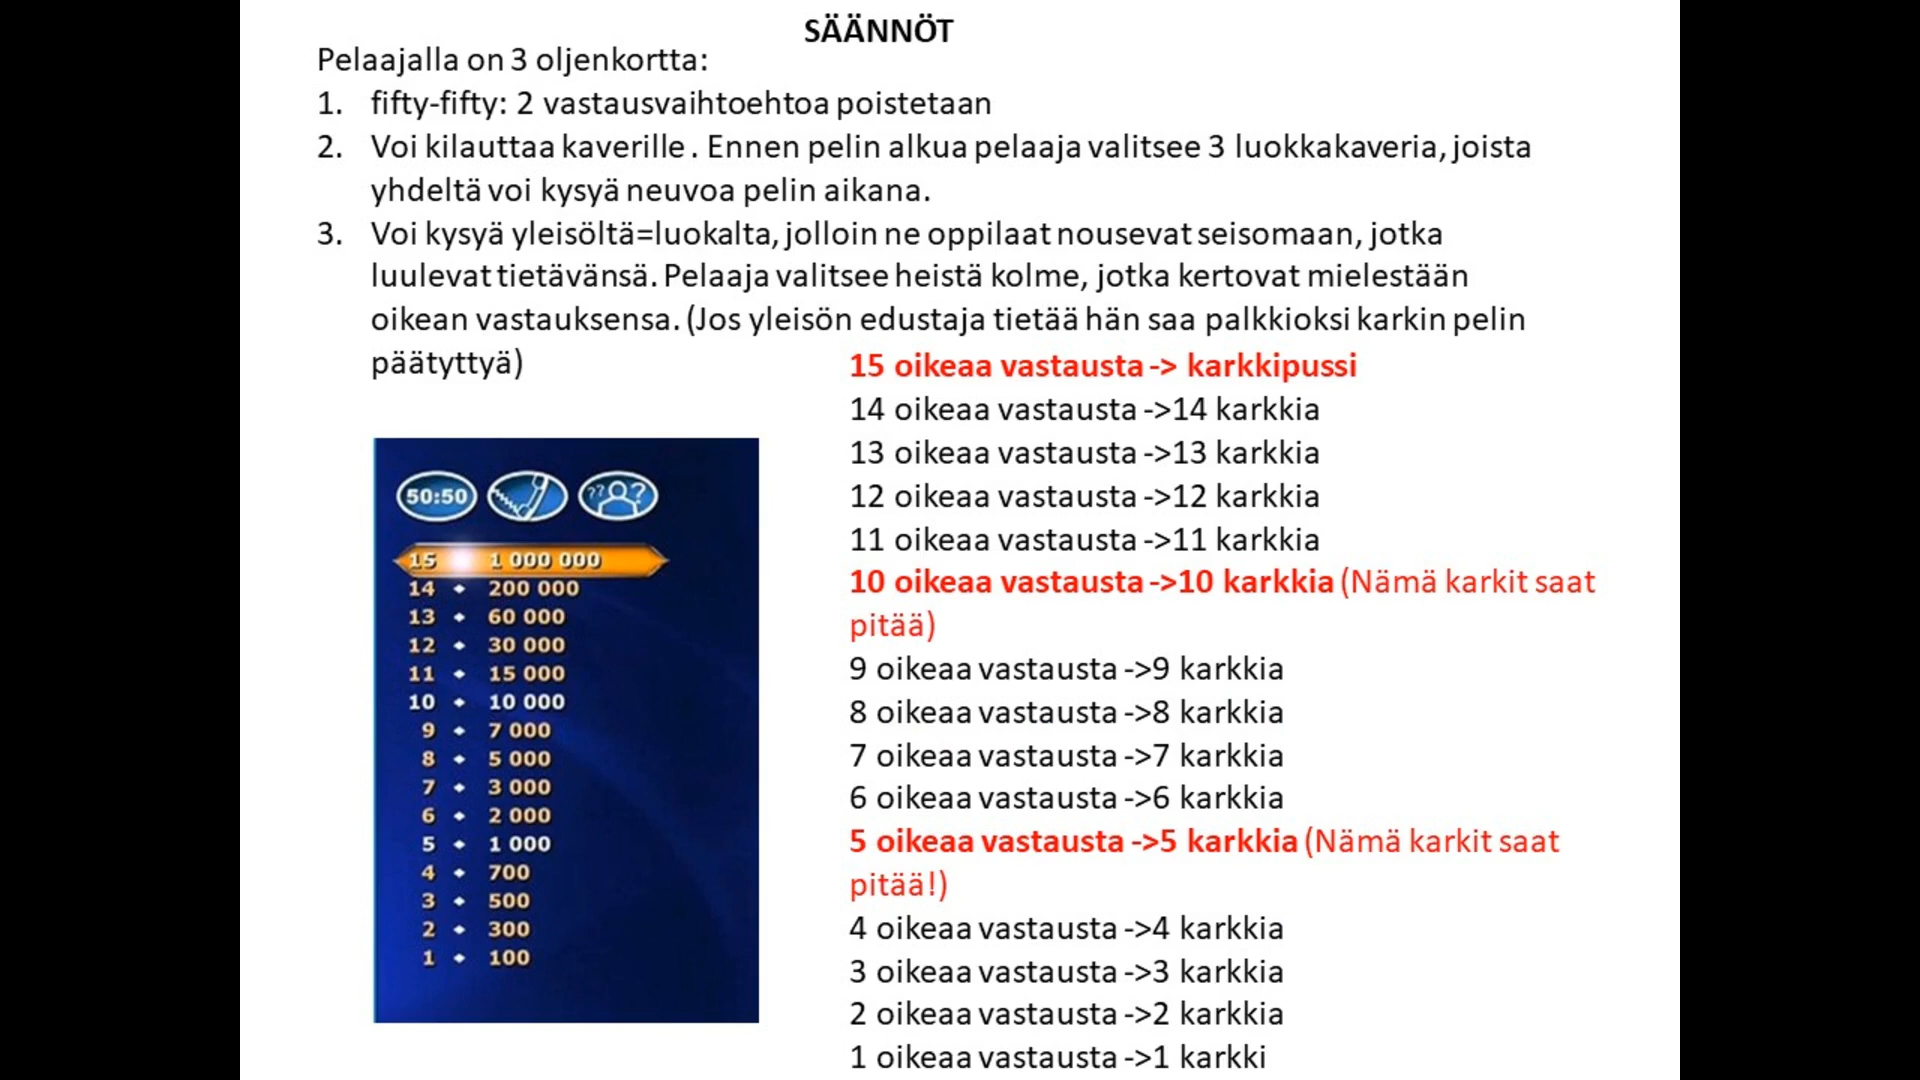 SÄÄNNÖT
Pelaajalla on 3 oljenkortta:
1. fifty-fifty: 2 vastausvaihtoehtoa poistetaan
2. Voi kilauttaa kaverille. Ennen pelin alkua pelaaja valitsee 3 luokkakaveria, joista
yhdeltä voi kysyä neuvoa pelin aikana.
3. Voi kysyä yleisöltä=luokalta, jolloin ne oppilaat nousevat seisomaan, jotka
luulevat tietävänsä. Pelaaja valitsee heistä kolme, jotka kertovat mielestään
oikean vastauksensa. (Jos yleisön edustaja tietää hän saa palkkioksi karkin pelin
päätyttyä)
50:50
??
?
15 1 000 000
14 200 000
13 60 000
12 30 000
11 15 000
10 10 000
9 7 000
8 5 000
7 3 000
6 2 000
5 1 000
4 700
3 500
2 300
1 100
15 oikeaa vastausta -> karkkipussi
14 oikeaa vastausta ->14 karkkia
13 oikeaa vastausta ->13 karkkia
12 oikeaa vastausta ->12 karkkia
11 oikeaa vastausta ->11 karkkia
10 oikeaa vastausta ->10 karkkia (Nämä karkit saat
pitää)
9 oikeaa vastausta ->9 karkkia
8 oikeaa vastausta ->8 karkkia
7 oikeaa vastausta ->7 karkkia
6 oikeaa vastausta ->6 karkkia
5 oikeaa vastausta ->5 karkkia (Nämä karkit saat
pitää!)
4 oikeaa vastausta ->4 karkkia
3 oikeaa vastausta ->3 karkkia
2 oikeaa vastausta ->2 karkkia
1 oikeaa vastausta ->1 karkki